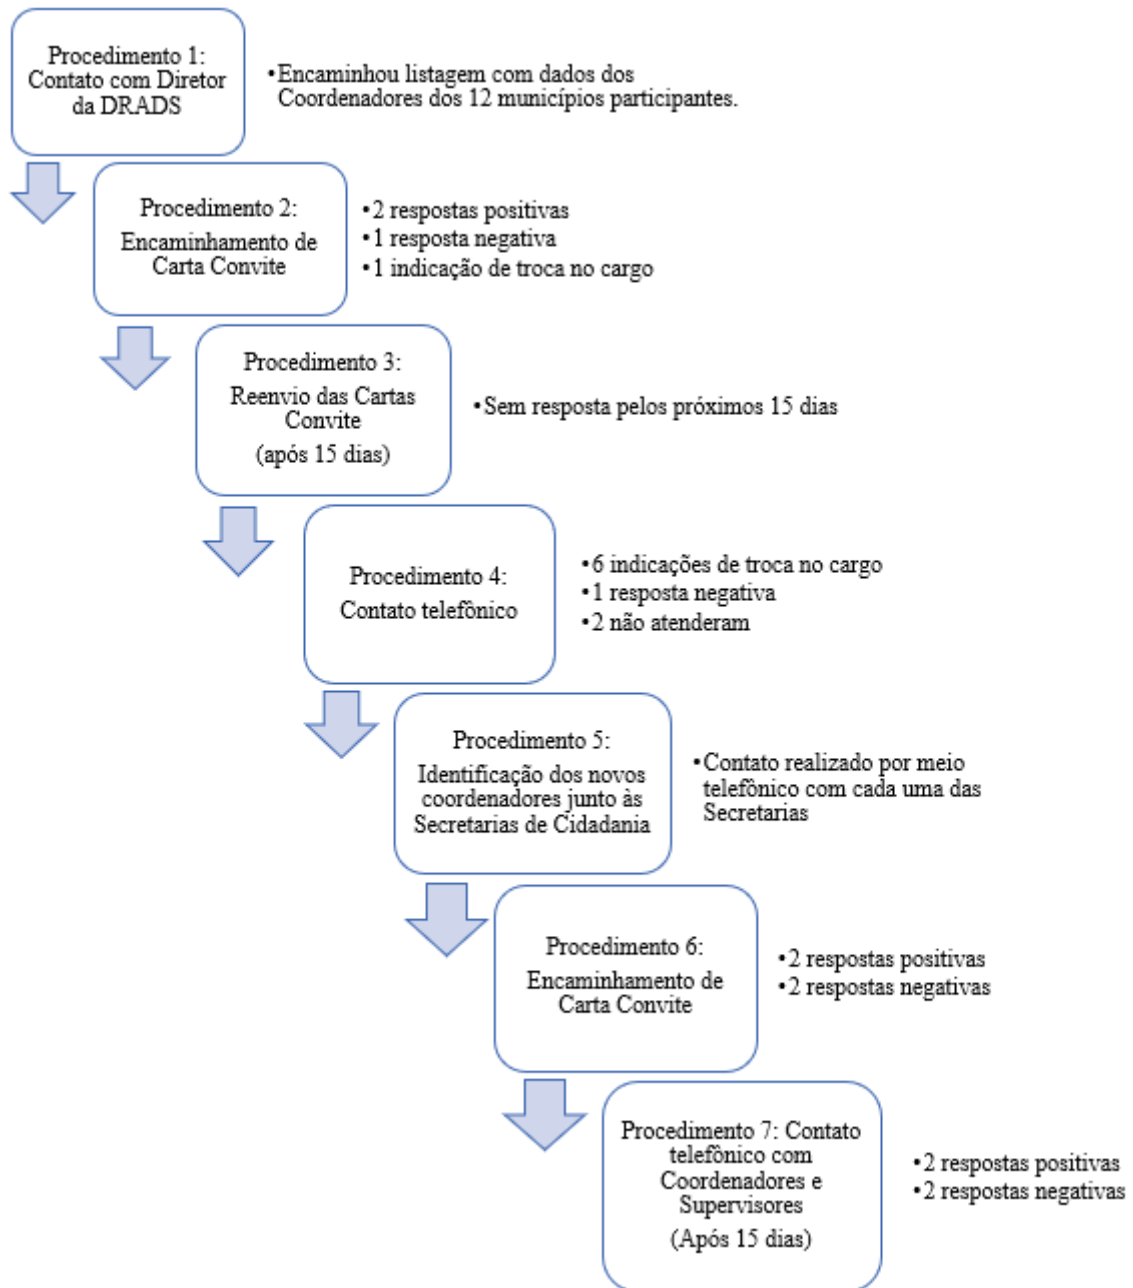 Procedimento 1:
Contato com Diretor
da DRADS
•Encaminhou listagem com dados dos
Coordenadores dos 12 municípios participantes.
Procedimento 2:
Encaminhamento de
Carta Convite
•2 respostas positivas
•1 resposta negativa
•1 indicação de troca no cargo
Procedimento 3:
Reenvio das Cartas
Convite
(após 15 dias)
•Sem resposta pelos próximos 15 dias
Procedimento 4:
Contato telefônico
•6 indicações de troca no cargo
•1 resposta negativa
•2 não atenderam
Procedimento 5:
Identificação dos novos
coordenadores junto às
Secretarias de Cidadania
•Contato realizado por meio
telefônico com cada uma das
Secretarias
Procedimento 6:
Encaminhamento de
Carta Convite
•2 respostas positivas
•2 respostas negativas
Procedimento 7: Contato
telefônico com
Coordenadores e
Supervisores
(Após 15 dias)
•2 respostas positivas
•2 respostas negativas